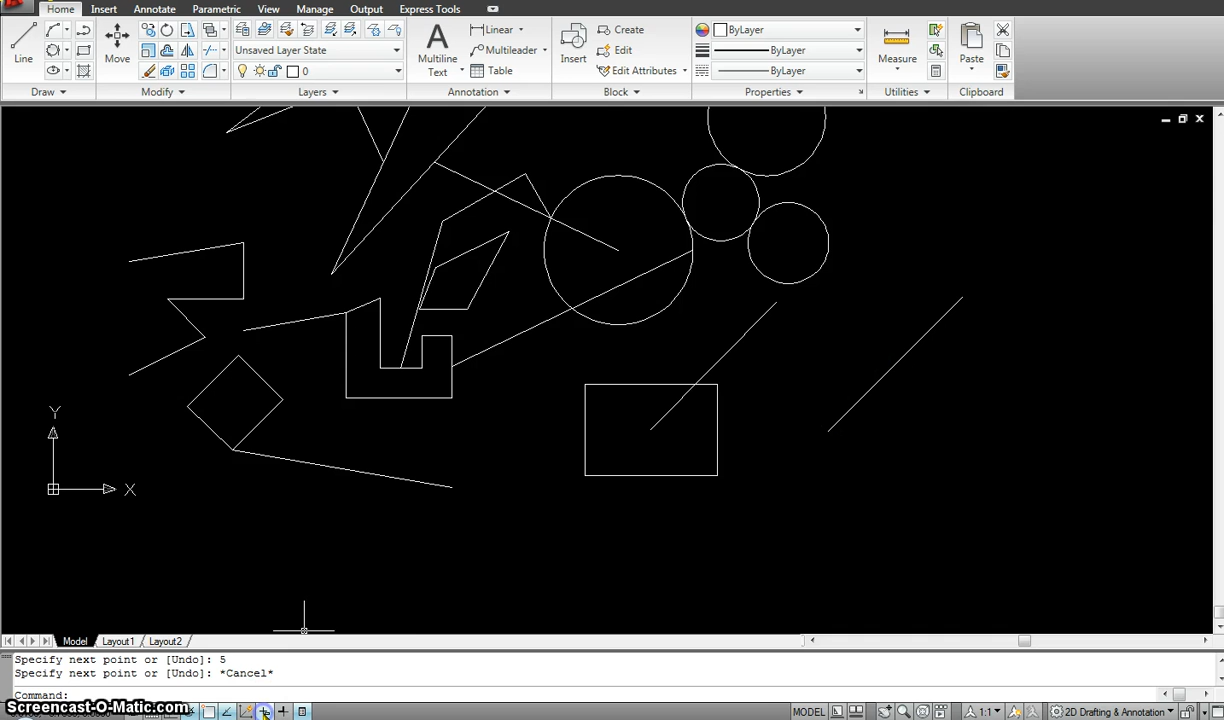 Home Insert Annotate Parametric View Manage Output Express Tools
Line
Move
Unsaved Layer State
0
Multiline
Text
Linear
Multileader
Table
Insert
Create
Edit
Edit Attributes
ByLayer
ByLayer
ByLayer
Measure
Paste
Draw Modify Layers Annotation Block Properties Utilities Clipboard
Y
X
Model Layout1 Layout2
Specify next point or [Undo]: 5
Specify next point or [Undo]: *Cancel*
Command:
Screencast-O-Matic.com
MODEL 1:1 2D Drafting & Annotation